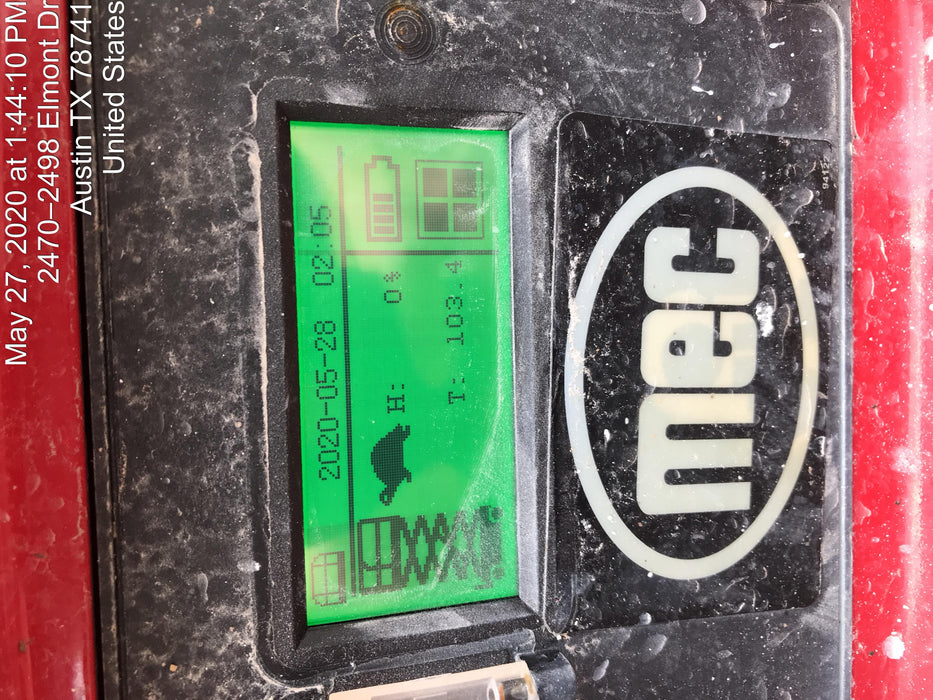 May 27, 2020 at 1:44:10 PM
2470–2498 Elmont Dr
Austin TX 78741
United States
2020-05-28 02:05
H: 0%
T: 103.4
mec